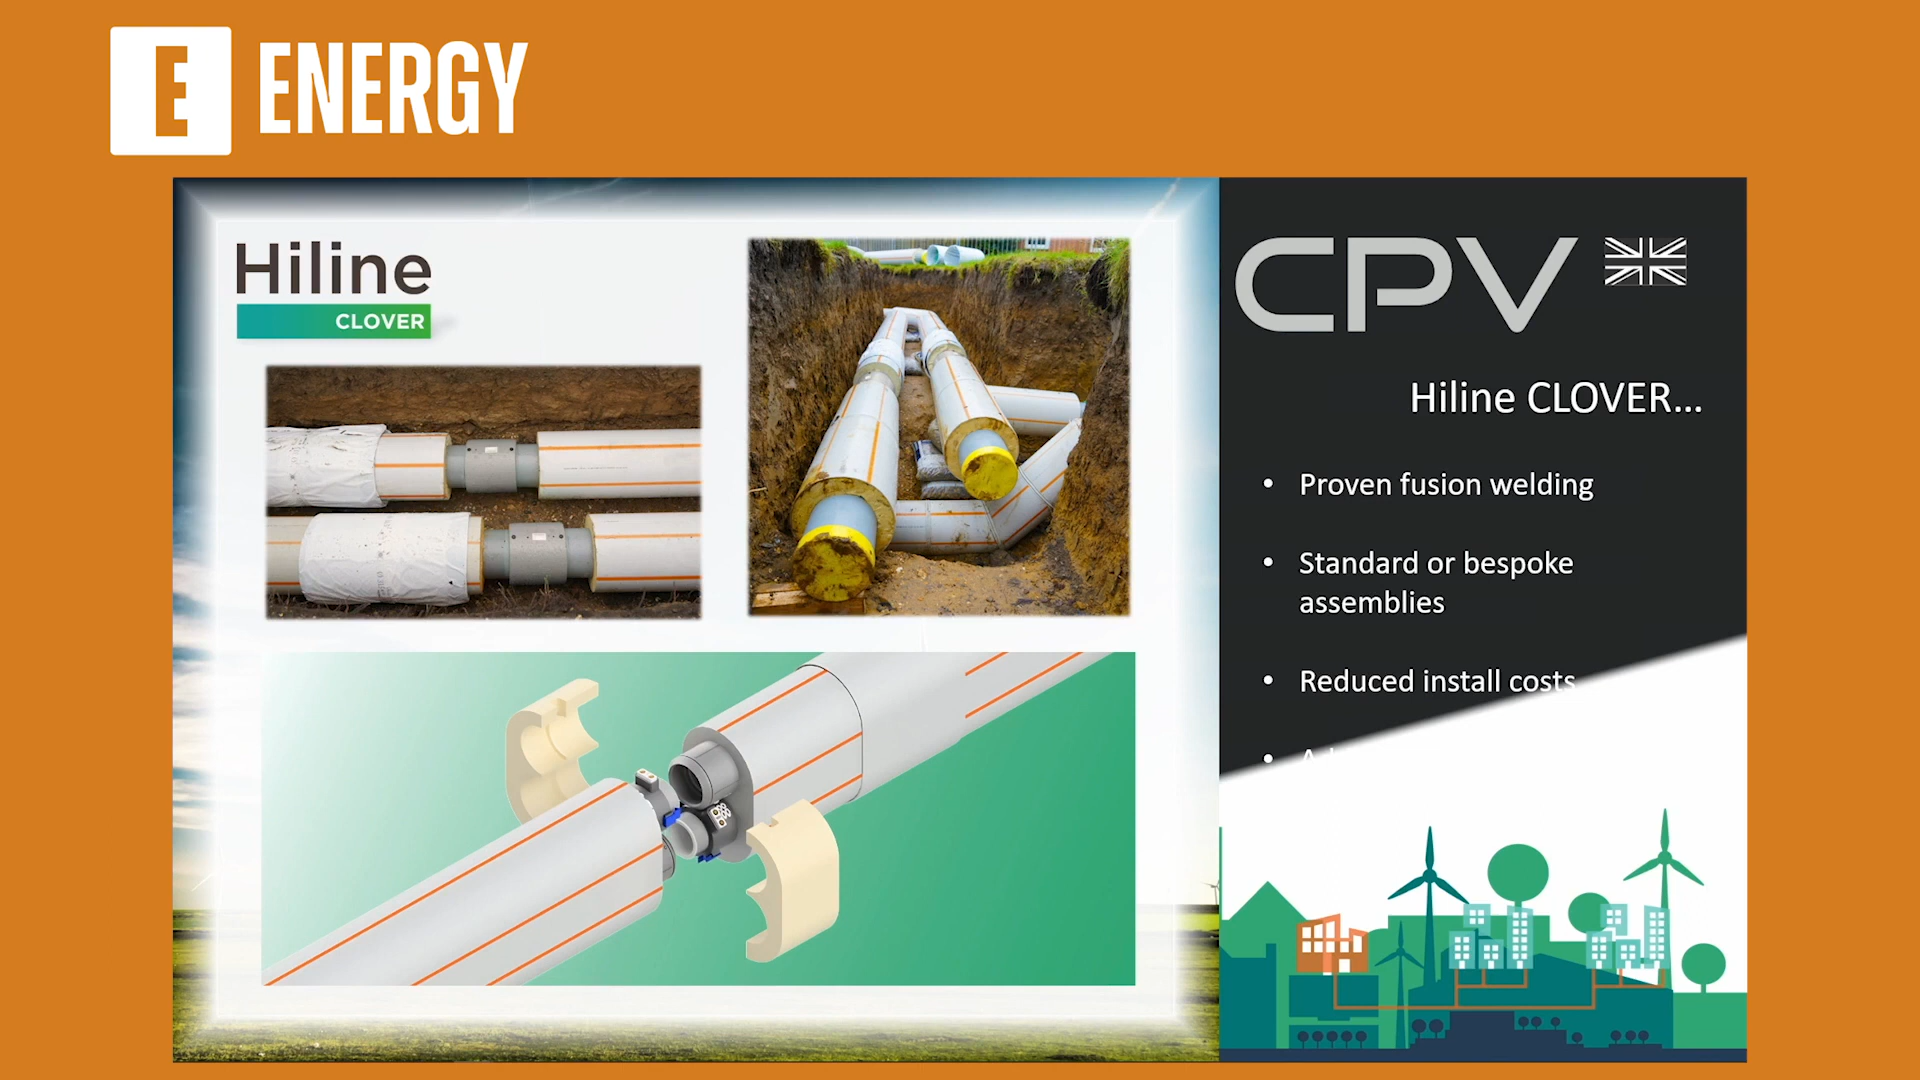 E ENERGY
Hiline
CLOVER
CPV
Hiline CLOVER...
• Proven fusion welding
• Standard or bespoke
assemblies
• Reduced install costs
•